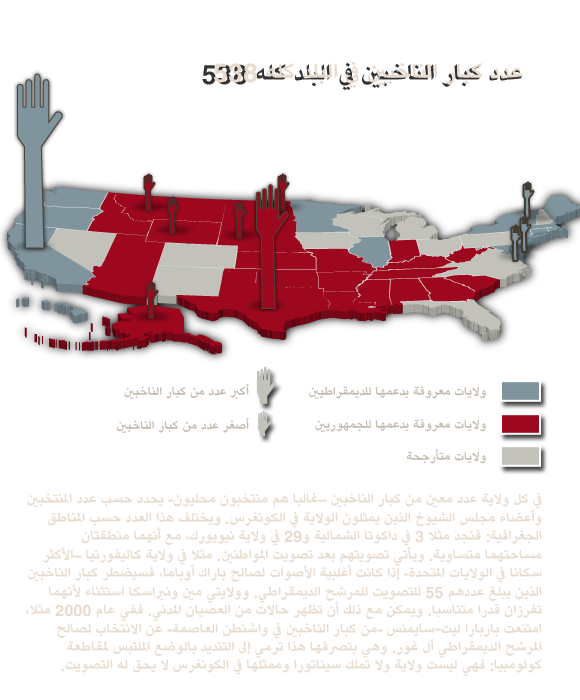 عدد كبار الناخبين في البلد كله 538
ولايات معروفة بدعمها للديمقراطيين
أكبر عدد من كبار الناخبين
ولايات معروفة بدعمها للجمهوريين
أصغر عدد من كبار الناخبين
ولايات متأرجحة
في كل ولاية عدد معين من كبار الناخبين –غالبا هم منتخبون محليون- يحدد حسب عدد المنتخبين
وأعضاء مجلس الشيوخ الذين يمثلون الولاية في الكونغرس. ويختلف هذا العدد حسب المناطق
الجغرافية: فنجد مثلا 3 في داكوتا الشمالية و29 في ولاية نيويورك، مع أنهما منطقتان
مساحتهما متساوية. ويأتي تصويتهم بعد تصويت المواطنين. مثلا في ولاية كاليفورنيا –الأكثر
سكانا في الولايات المتحدة- إذا كانت أغلبية الأصوات لصالح باراك أوباما، فسيضطر كبار الناخبين
الذين يبلغ عددهم 55 للتصويت للمرشح الديمقراطي. وولايتي مين ونبراسكا استثناء لأنهما
تفرزان قدرا متناسبا. ويمكن مع ذلك أن تظهر حالات من العصيان المدني. ففي عام 2000 مثلا،
امتنعت باربارا ليت-سايمنس -من كبار الناخبين في واشنطن العاصمة- عن الانتخاب لصالح
المرشح الديمقراطي آل غور. وهي بتصرفها هذا ترمي إلى التنديد بالوضع الملتبس لمقاطعة
كولومبيا: فهي ليست ولاية ولا تملك سيناتورا وممثلها في الكونغرس لا يحق له التصويت.